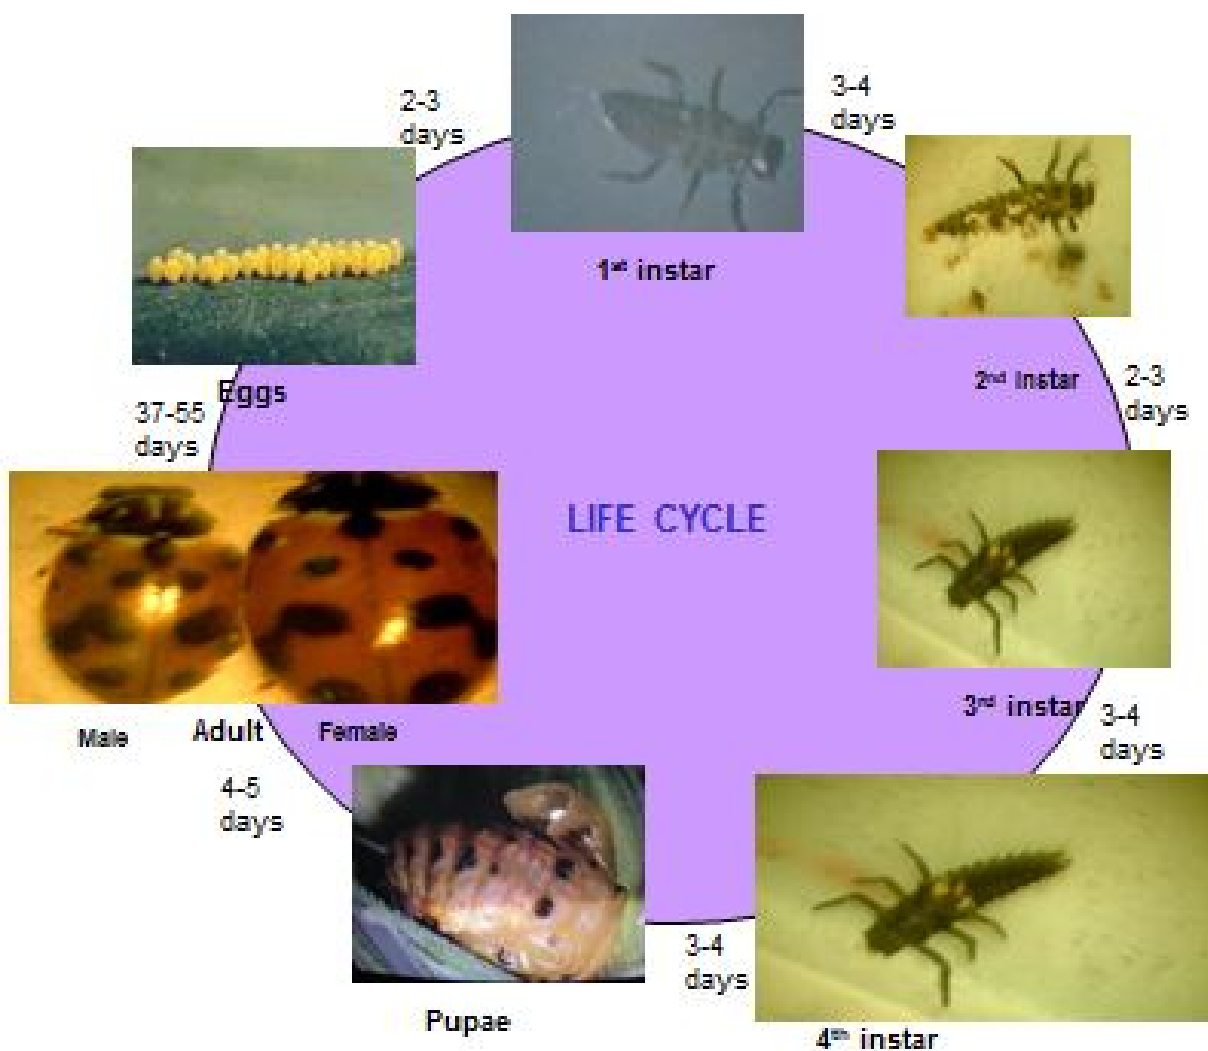 2-3
days
3-4
days
1st instar
2nd instar
2-3
days
Eggs
37-55
days
LIFE CYCLE
3rd instar
3-4
days
Male
Adult
Female
4-5
days
3-4
days
Pupae
4th instar